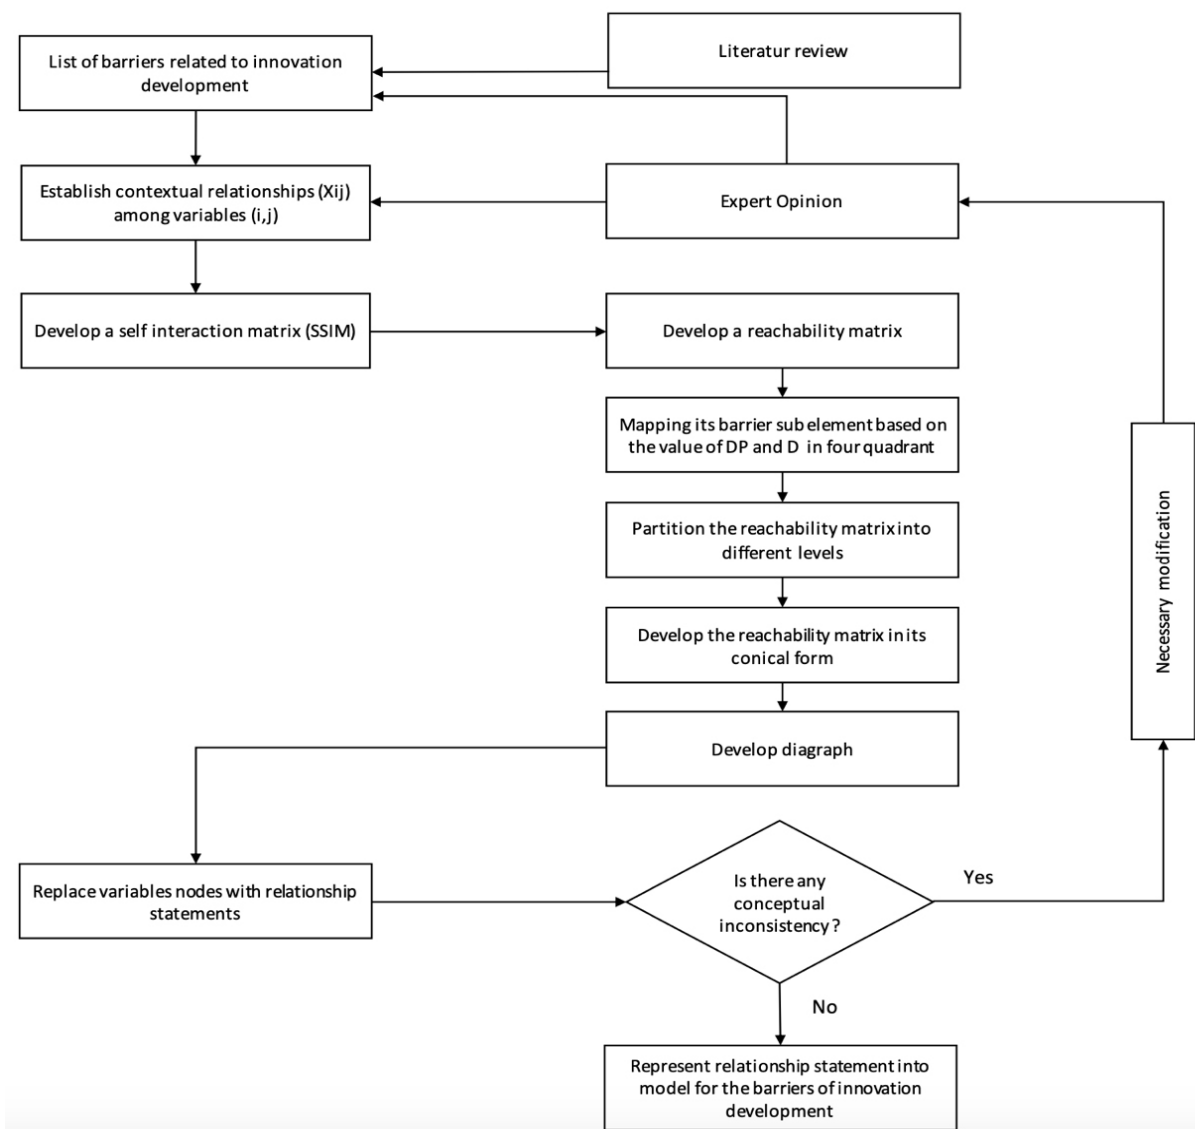 Literatur review
List of barriers related to innovation
development
Establish contextual relationships (Xij)
among variables (i,j)
Expert Opinion
Develop a self interaction matrix (SSIM)
Develop a reachability matrix
Mapping its barrier sub element based on
the value of DP and D in four quadrant
Partition the reachability matrix into
different levels
Develop the reachability matrix in its
conical form
Necessary modification
Develop diagraph
Replace variables nodes with relationship
statements
Is there any
conceptual
inconsistency?
Yes
No
Represent relationship statement into
model for the barriers of innovation
development